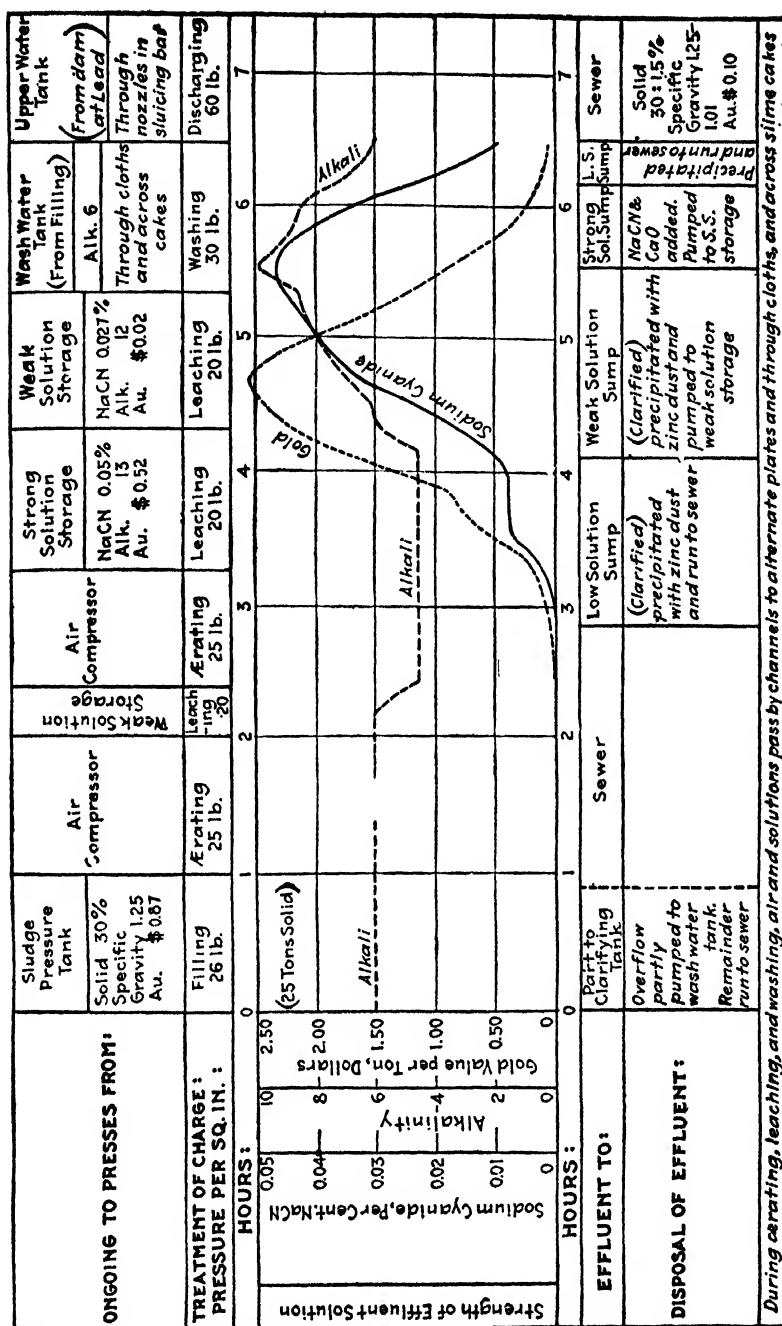 ONGOING TO PRESSES FROM:
Sludge
Pressure
Tank
Solid 30%
Specific
Gravity 1.25
Au. $0.87
Air
Compressor
Weak Solution
Storage
Air
Compressor
Strong
Solution
Storage
NaCN 0.05%
Alk. 13
Au. $0.52
Weak
Solution
Storage
NaCN 0.027%
Alk. 12
Au. $0.02
Wash Water
Tank
(From Filling)
Alk. 6
Through cloths
and across
cakes
Upper Water
Tank
(From dam
at Lead)
Through
nozzles in
sluicing bar
TREATMENT OF CHARGE:
PRESSURE PER SQ. IN. :
Filling
26 lb.
Ærating
25 lb.
Leach
-ing
20
Ærating
25 lb.
Leaching
20 lb.
Leaching
20 lb.
Washing
30 lb.
Discharging
60 lb.
HOURS:
0 1 2 3 4 5 6 7
Strength of Effluent Solution
Sodium Cyanide, Per Cent. NaCN
0.05
0.04
0.03
0.02
0.01
0
Alkalinity
10
8
6
4
2
0
Gold Value per Ton, Dollars
2.50
2.00
1.50
1.00
0.50
0
(25 Tons Solid)
Alkali
Alkali
Gold
Sodium Cyanide
Alkali
HOURS:
0 1 2 3 4 5 6 7
EFFLUENT TO:
Part to
Clarifying
Tank
Sewer
Low Solution
Sump
Weak Solution
Sump
Strong
Sol. Sump
L.S.
Sump
Sewer
DISPOSAL OF EFFLUENT:
Overflow
partly
pumped to
wash water
tank.
Remainder
run to sewer
(Clarified)
precipitated
with zinc dust
and run to sewer
(Clarified)
precipitated with
zinc dust and
pumped to
weak solution
storage
NaCN &
CaO
added.
Pumped
to S.S.
storage
Precipitated
and run to sewer
Solid
30 : 1.5%
Specific
Gravity 1.25-
1.01
Au. $0.10
During ærating, leaching, and washing, air and solutions pass by channels to alternate plates and through cloths, and across slime cakes